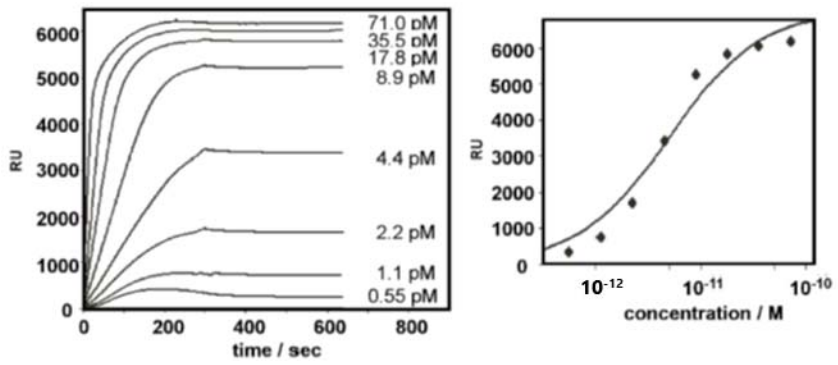 RU
6000
5000
4000
3000
2000
1000
0
71.0 pM
35.5 pM
17.8 pM
8.9 pM
4.4 pM
2.2 pM
1.1 pM
0.55 pM
0 200 400 600 800
time / sec
RU
6000
5000
4000
3000
2000
1000
0
10-12 10-11 10-10
concentration / M